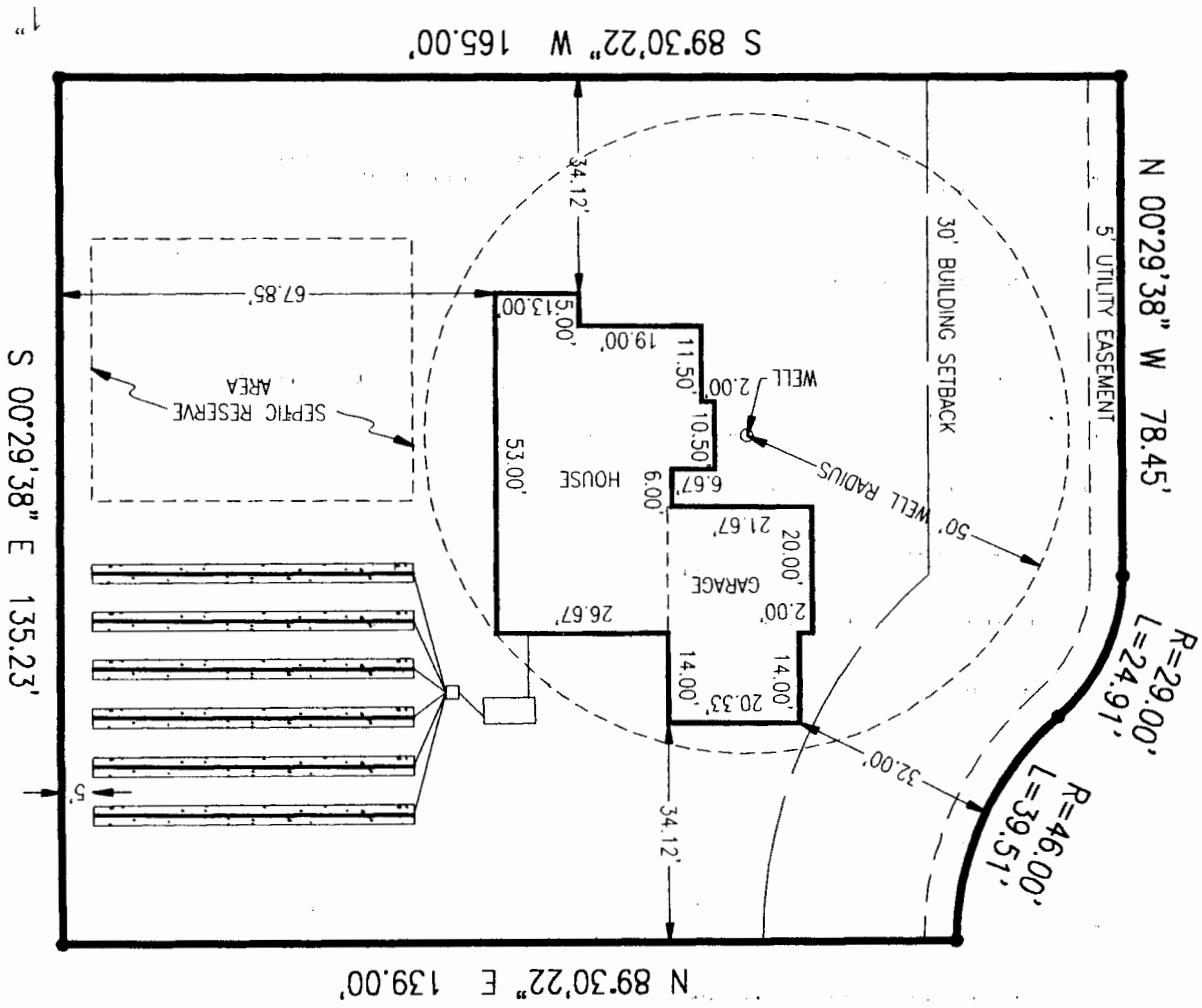 1"
S 89°30'22" W 165.00'
N 00°29'38" W 78.45'
5' UTILITY EASEMENT
30' BUILDING SETBACK
34.12'
67.85'
13.00'
5.00'
19.00'
11.50'
2.00'
10.50'
6.67'
6.00'
WELL
50' WELL RADIUS
SEPTIC RESERVE
AREA
S 00°29'38" E 135.23'
53.00'
HOUSE
21.67'
20.00'
GARAGE
2.00'
26.67'
14.00'
14.00'
20.33'
32.00'
R=29.00'
L=24.91'
R=46.00'
L=39.51'
5'
34.12'
N 89°30'22" E 139.00'